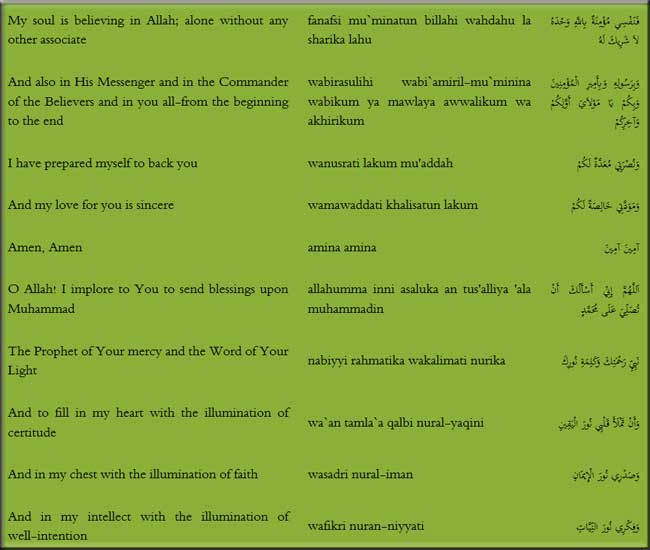 My soul is believing in Allah; alone without any
other associate
fanafsi mu`minatun billahi wahdahu la
sharika lahu
فَنَفْسِي مُؤْمِنَةٌ بِاللَّهِ وَحْدَهُ
لاَ شَرِيكَ لَهُ
And also in His Messenger and in the Commander
of the Believers and in you all-from the beginning
to the end
wabirasulihi wabi`amiril-mu`minina
wabikum ya mawlaya awwalikum wa
akhirikum
وَبِرَسُولِهِ وَبِأَمِيرِ الْمُؤْمِنِينَ
وَبِكُمْ يَا مَوْلاَيَ أَوَّلِكُمْ
وَآخِرِكُمْ
I have prepared myself to back you
wanusrati lakum mu'addah
وَنُصْرَتِي مُعَدَّةٌ لَكُمْ
And my love for you is sincere
wamawaddati khalisatun lakum
وَمَوَدَّتِي خَالِصَةٌ لَكُمْ
Amen, Amen
amina amina
آمِينَ آمِينَ
O Allah! I implore to You to send blessings upon
Muhammad
allahumma inni asaluka an tus'alliya 'ala
muhammadin
اَللَّهُمَّ إِنِّي أَسْأَلُكَ أَنْ
تُصَلِّيَ عَلَى مُحَمَّدٍ
The Prophet of Your mercy and the Word of Your
Light
nabiyyi rahmatika wakalimati nurika
نَبِيِّ رَحْمَتِكَ وَكَلِمَةِ نُورِكَ
And to fill in my heart with the illumination of
certitude
wa`an tamla`a qalbi nural-yaqini
وَأَنْ تَمْلَأَ قَلْبِي نُورَ الْيَقِينِ
And in my chest with the illumination of faith
wasadri nural-iman
وَصَدْرِي نُورَ الْإِيمَانِ
And in my intellect with the illumination of
well-intention
wafikri nuran-niyyati
وَفِكْرِي نُورَ النِّيَّاتِ